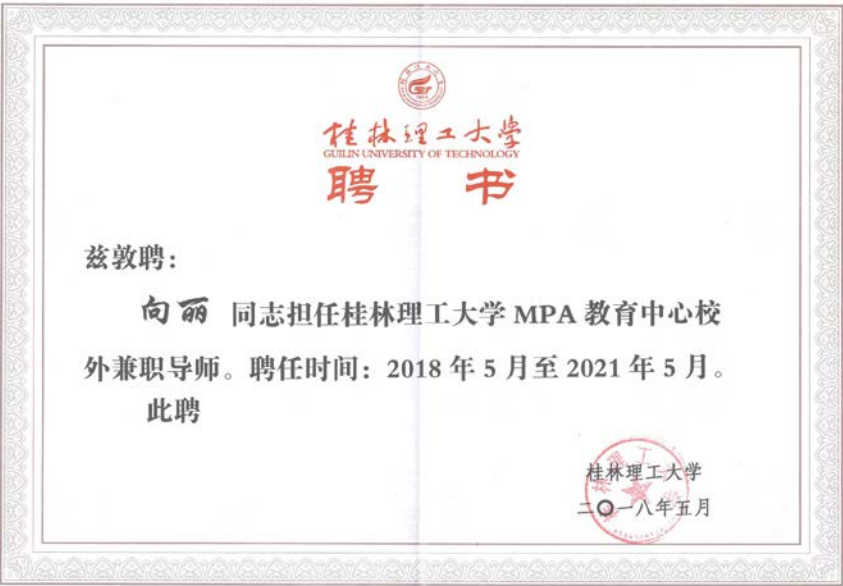 桂林理工大学
GUILIN UNIVERSITY OF TECHNOLOGY
聘 书
兹敦聘：
向丽 同志担任桂林理工大学 MPA 教育中心校
外兼职导师。聘任时间：2018 年 5 月至 2021 年 5 月。
此聘
桂林理工大学
二〇一八年五月